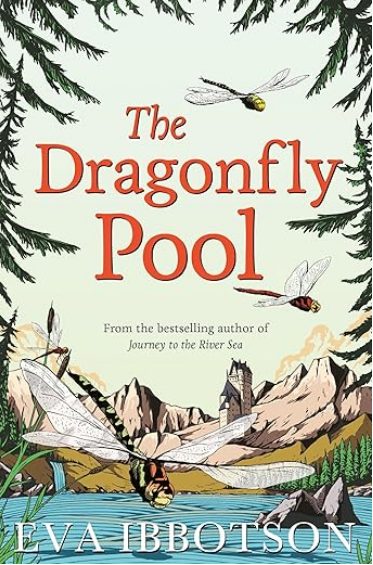 The
Dragonfly
Pool
From the bestselling author of
Journey to the River Sea
EVA IBBOTSON